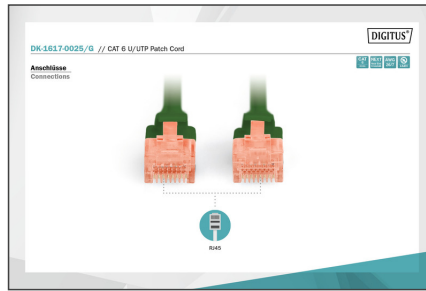 DIGITUS®
DK-1617-0025/G // CAT 6 U/UTP Patch Cord
Anschlüsse
Connections
RJ45